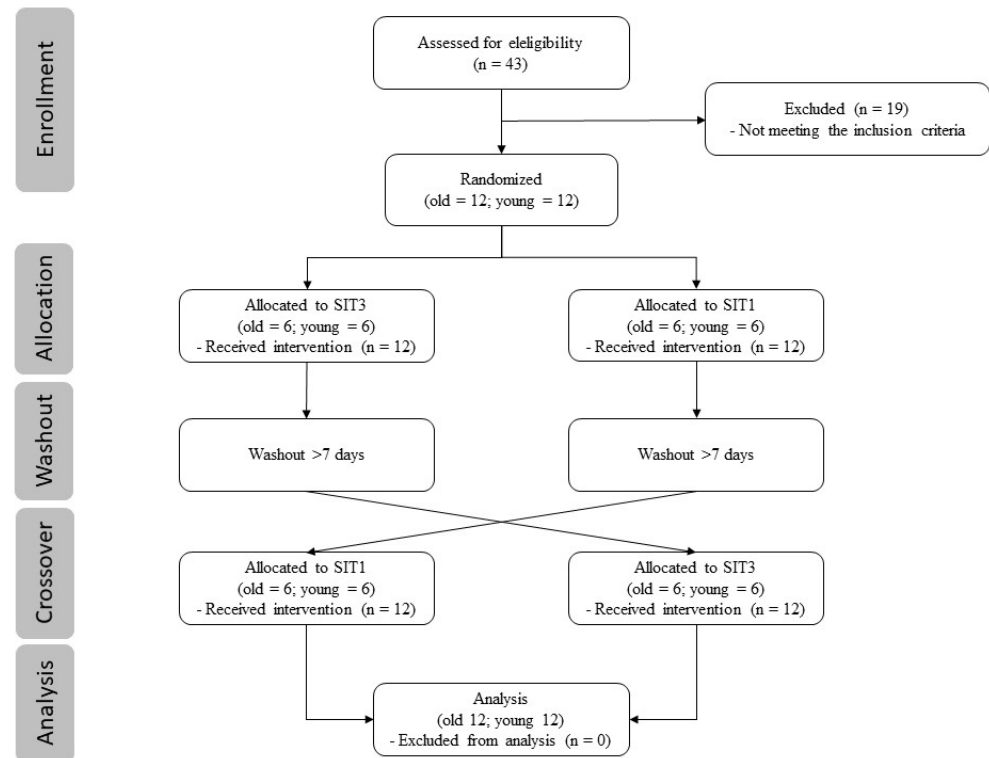 Enrollment
Assessed for eleligibility
(n = 43)
Excluded (n = 19)
- Not meeting the inclusion criteria
Randomized
(old = 12; young = 12)
Allocation
Allocated to SIT3
(old = 6; young = 6)
- Received intervention (n = 12)
Allocated to SIT1
(old = 6; young = 6)
- Received intervention (n = 12)
Washout
Washout >7 days
Washout >7 days
Crossover
Allocated to SIT1
(old = 6; young = 6)
- Received intervention (n = 12)
Allocated to SIT3
(old = 6; young = 6)
- Received intervention (n = 12)
Analysis
Analysis
(old 12; young 12)
- Excluded from analysis (n = 0)